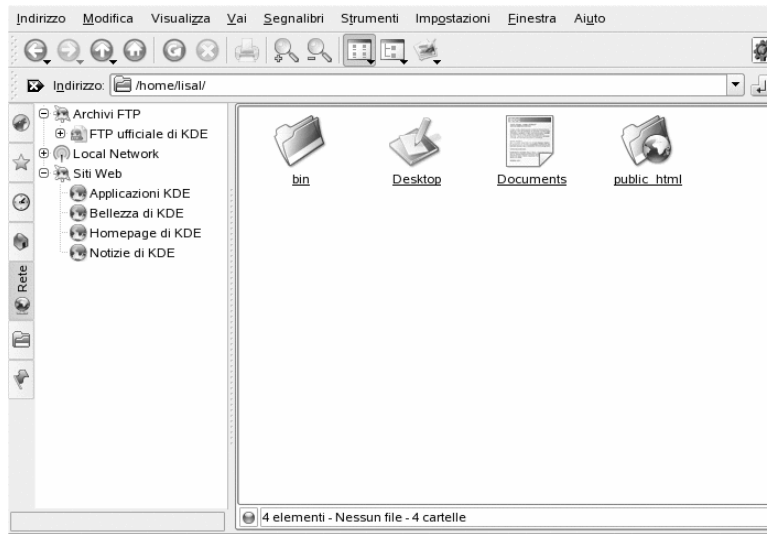 Indirizzo Modifica Visualizza Vai Segnalibri Strumenti Impostazioni Finestra Aiuto
Indirizzo: /home/lisal/
Archivi FTP
FTP ufficiale di KDE
Local Network
Siti Web
Applicazioni KDE
Bellezza di KDE
Homepage di KDE
Notizie di KDE
Rete
bin Desktop Documents public_html
4 elementi - Nessun file - 4 cartelle